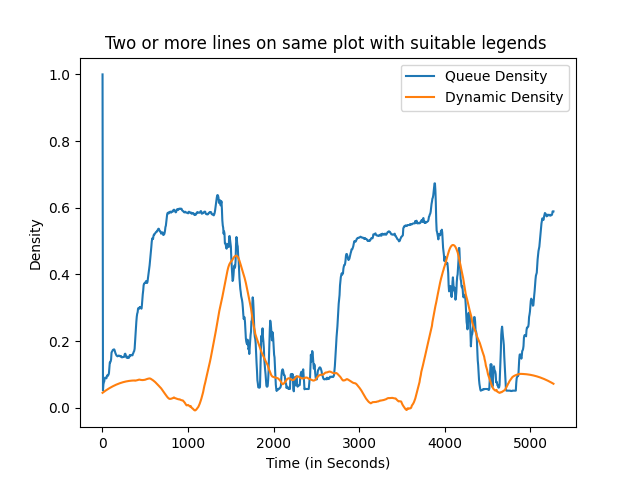 Two or more lines on same plot with suitable legends
Queue Density
Dynamic Density
Density
1.0
0.8
0.6
0.4
0.2
0.0
0 1000 2000 3000 4000 5000
Time (in Seconds)